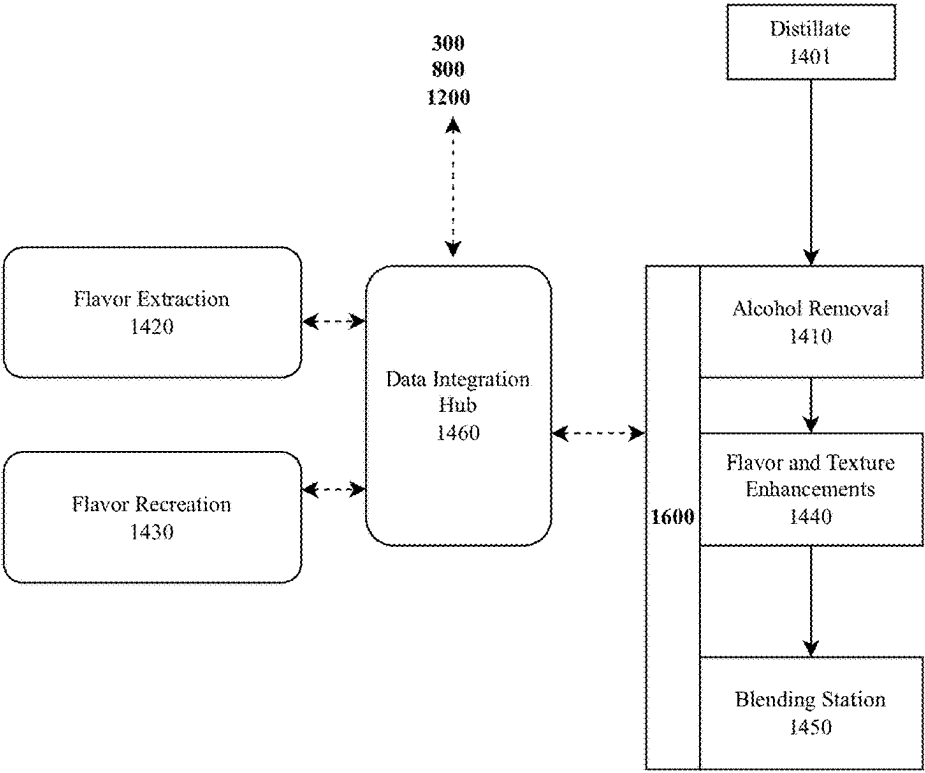 300
800
1200
Distillate
1401
Flavor Extraction
1420
Flavor Recreation
1430
Data Integration
Hub
1460
1600
Alcohol Removal
1410
Flavor and Texture
Enhancements
1440
Blending Station
1450